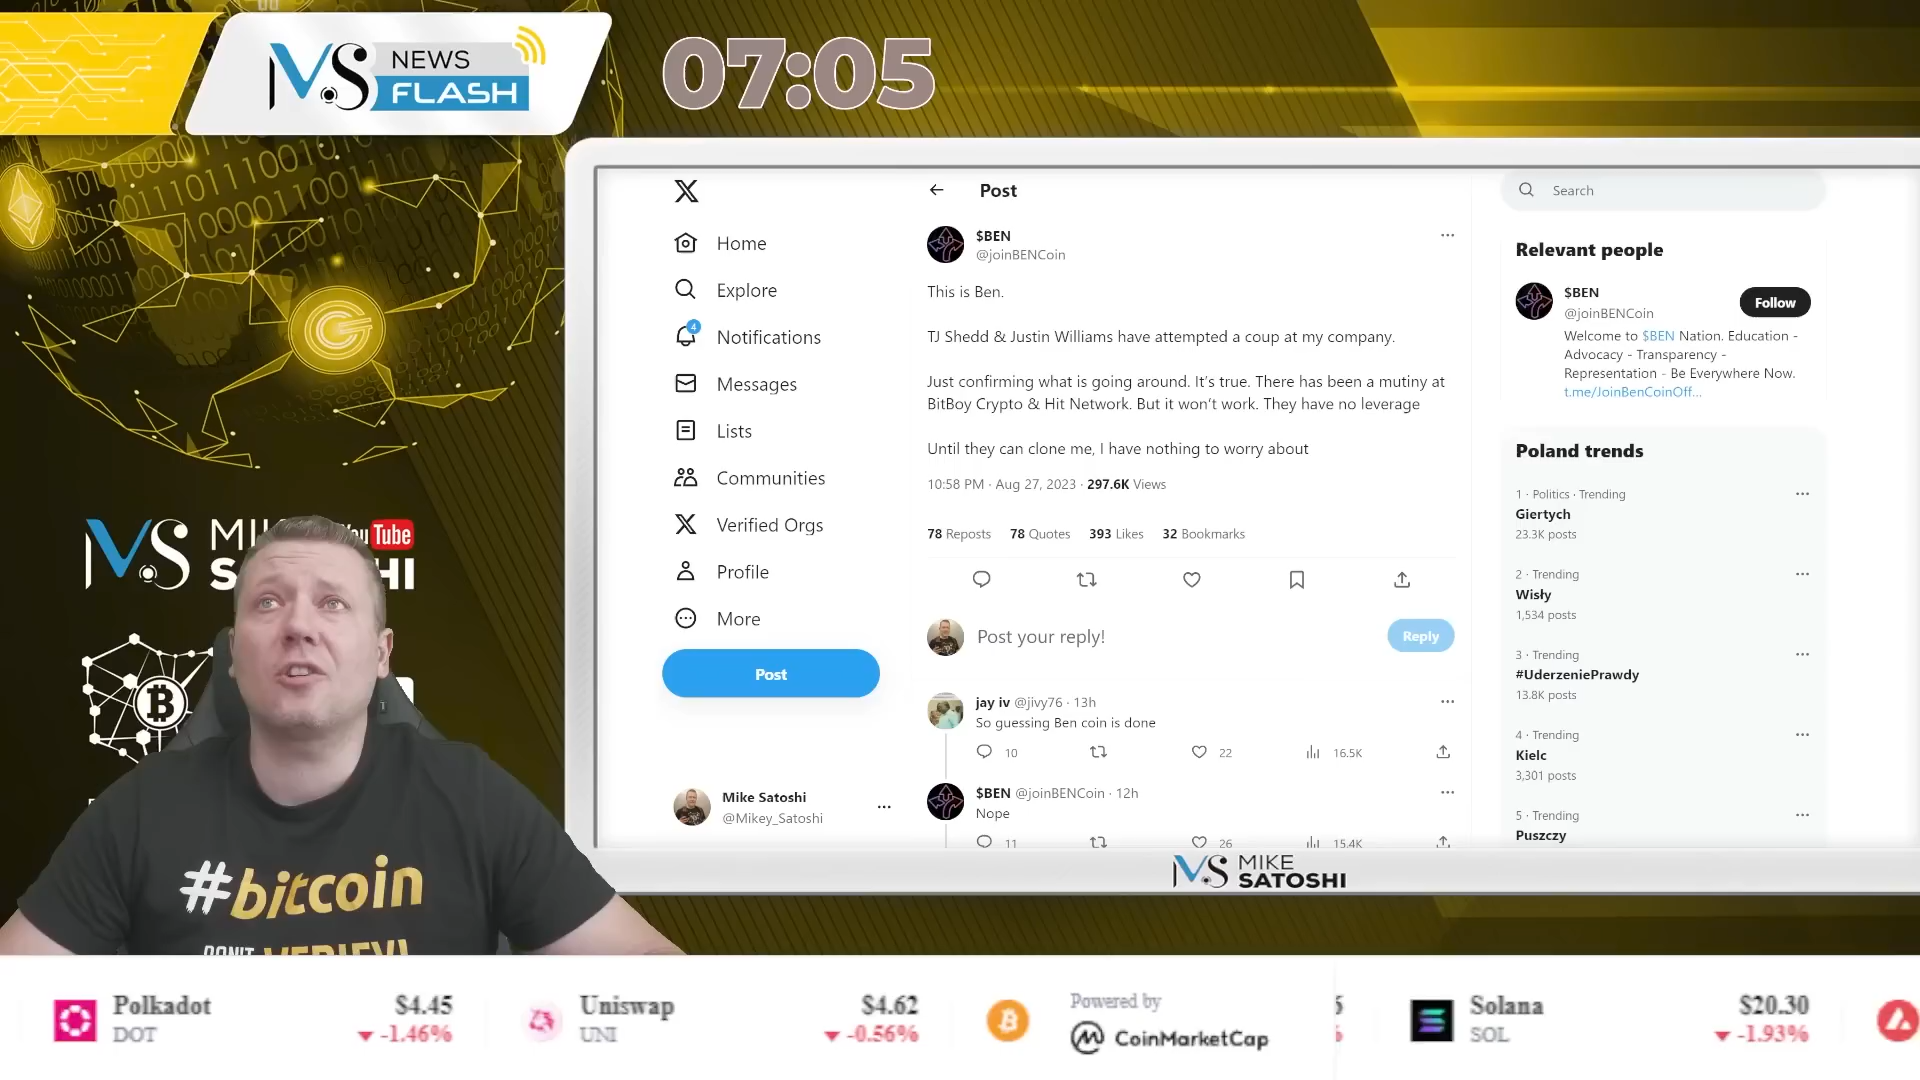 MS NEWS
FLASH
07:05
Post
Search
$BEN
@joinBENCoin
This is Ben.
TJ Shedd & Justin Williams have attempted a coup at my company.
Just confirming what is going around. It's true. There has been a mutiny at
BitBoy Crypto & Hit Network. But it won't work. They have no leverage
Until they can clone me, I have nothing to worry about
10:58 PM · Aug 27, 2023 · 297.6K Views
78 Reposts 78 Quotes 393 Likes 32 Bookmarks
Post your reply!
Reply
jay iv @jivy76 · 13h
So guessing Ben coin is done
10 22 16.5K
$BEN @joinBENCoin · 12h
Nope
11 26 15.4K
Home
Explore
4
Notifications
Messages
Lists
Communities
Verified Orgs
Profile
More
Post
Mike Satoshi
@Mikey_Satoshi
Relevant people
$BEN
@joinBENCoin
Follow
Welcome to $BEN Nation. Education -
Advocacy - Transparency -
Representation - Be Everywhere Now.
t.me/JoinBenCoinOff...
Poland trends
1 · Politics · Trending
Giertych
23.3K posts
2 · Trending
Wisły
1,534 posts
3 · Trending
#UderzeniePrawdy
13.8K posts
4 · Trending
Kielc
3,301 posts
5 · Trending
Puszczy
MS MIKE
SATOSHI
#bitcoin
DON'T VERIFY!
Polkadot $4.45
DOT -1.46%
Uniswap $4.62
UNI -0.56%
Powered by
CoinMarketCap
Solana $20.30
SOL -1.93%